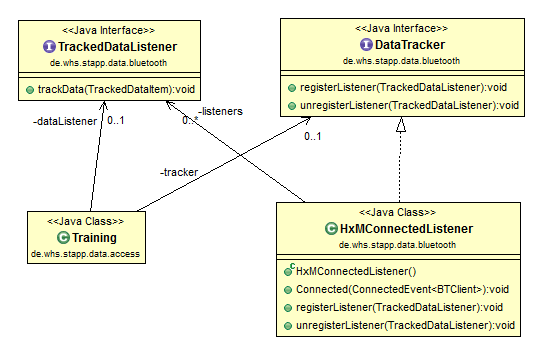 <<Java Interface>>
TrackedDataListener
de.whs.stapp.data.bluetooth
trackData(TrackedDataItem):void
<<Java Interface>>
DataTracker
de.whs.stapp.data.bluetooth
registerListener(TrackedDataListener):void
unregisterListener(TrackedDataListener):void
-dataListener
0..1
0..*
-listeners
0..1
-tracker
<<Java Class>>
Training
de.whs.stapp.data.access
<<Java Class>>
HxMConnectedListener
de.whs.stapp.data.bluetooth
HxMConnectedListener()
Connected(ConnectedEvent<BTClient>):void
registerListener(TrackedDataListener):void
unregisterListener(TrackedDataListener):void